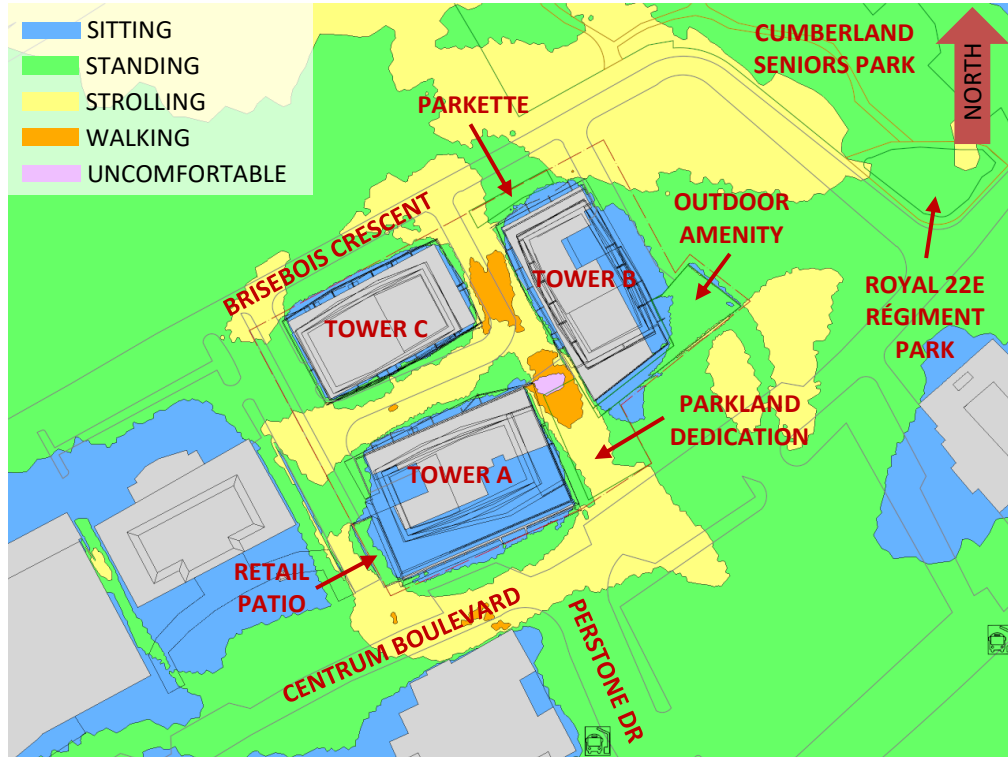 SITTING
STANDING
STROLLING
WALKING
UNCOMFORTABLE
CUMBERLAND
SENIORS PARK
NORTH
PARKETTE
OUTDOOR
AMENITY
BRISEBOIS CRESCENT
TOWER B
TOWER C
ROYAL 22E
RÉGIMENT
PARK
PARKLAND
DEDICATION
TOWER A
RETAIL
PATIO
CENTRUM BOULEVARD
PERSTONE DR